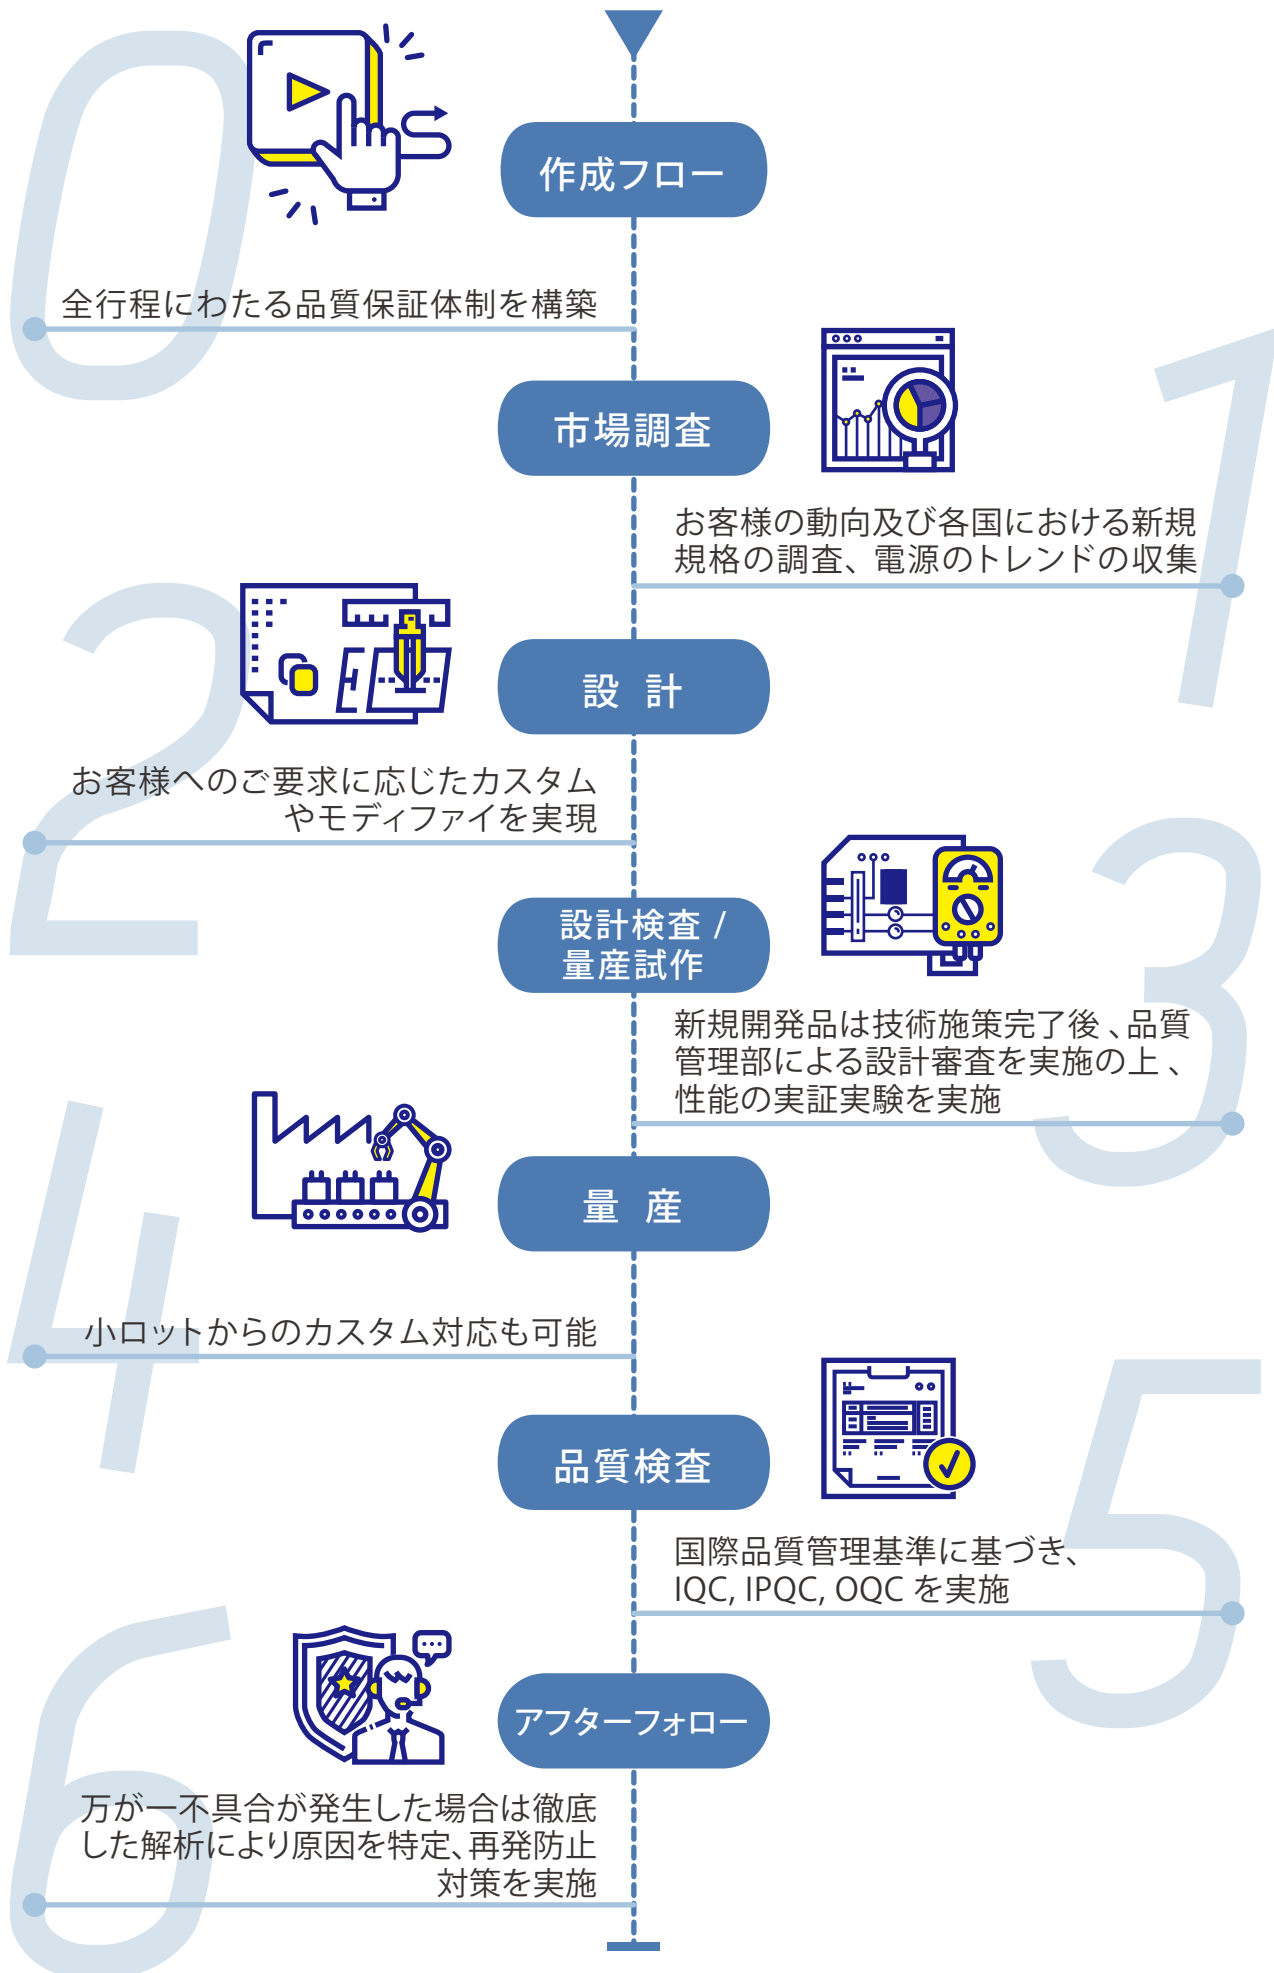 0
作成フロー
全行程にわたる品質保証体制を構築
1
市場調査
お客様の動向及び各国における新規
規格の調査、電源のトレンドの収集
2
設 計
お客様へのご要求に応じたカスタム
やモディファイを実現
3
設計検査 /
量産試作
新規開発品は技術施策完了後、品質
管理部による設計審査を実施の上、
性能の実証実験を実施
4
量 産
小ロットからのカスタム対応も可能
5
品質検査
国際品質管理基準に基づき、
IQC, IPQC, OQC を実施
6
アフターフォロー
万が一不具合が発生した場合は徹底
した解析により原因を特定、再発防止
対策を実施